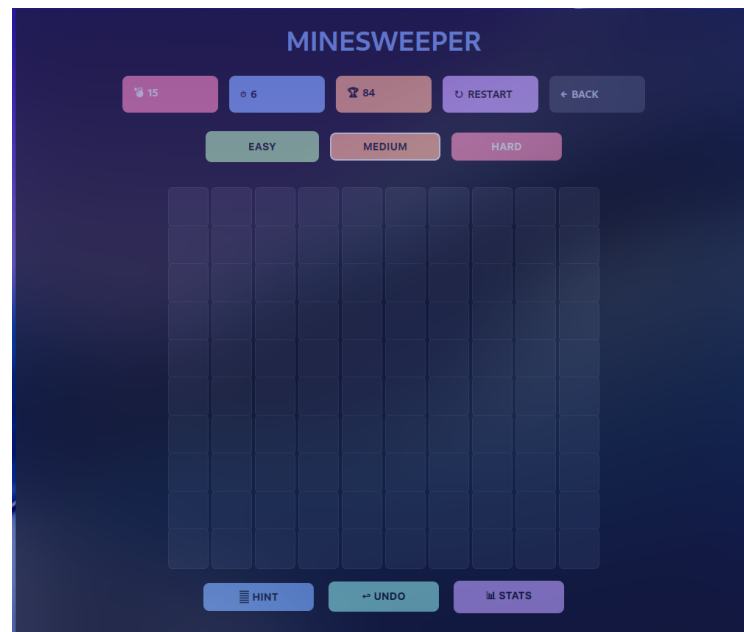 MINESWEEPER
💣 15
⏱ 6
🏆 84
↻ RESTART
← BACK
EASY
MEDIUM
HARD
HINT
↩ UNDO
📊 STATS